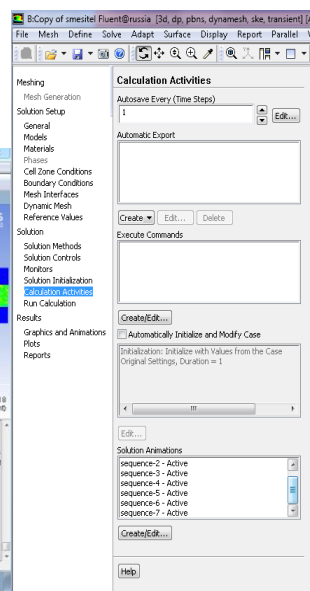 B:Copy of smesitel Fluent@russia [3d, dp, pbns, dynamesh, ske, transient]
File Mesh Define Solve Adapt Surface Display Report Parallel
Meshing
Mesh Generation
Solution Setup
General
Models
Materials
Phases
Cell Zone Conditions
Boundary Conditions
Mesh Interfaces
Dynamic Mesh
Reference Values
Solution
Solution Methods
Solution Controls
Monitors
Solution Initialization
Calculation Activities
Run Calculation
Results
Graphics and Animations
Plots
Reports
Calculation Activities
Autosave Every (Time Steps)
1
Edit...
Automatic Export
Create Edit... Delete
Execute Commands
Create/Edit...
Automatically Initialize and Modify Case
Initialization: Initialize with Values from the Case
Original Settings, Duration = 1
Edit...
Solution Animations
sequence-2 - Active
sequence-3 - Active
sequence-4 - Active
sequence-5 - Active
sequence-6 - Active
sequence-7 - Active
Create/Edit...
Help